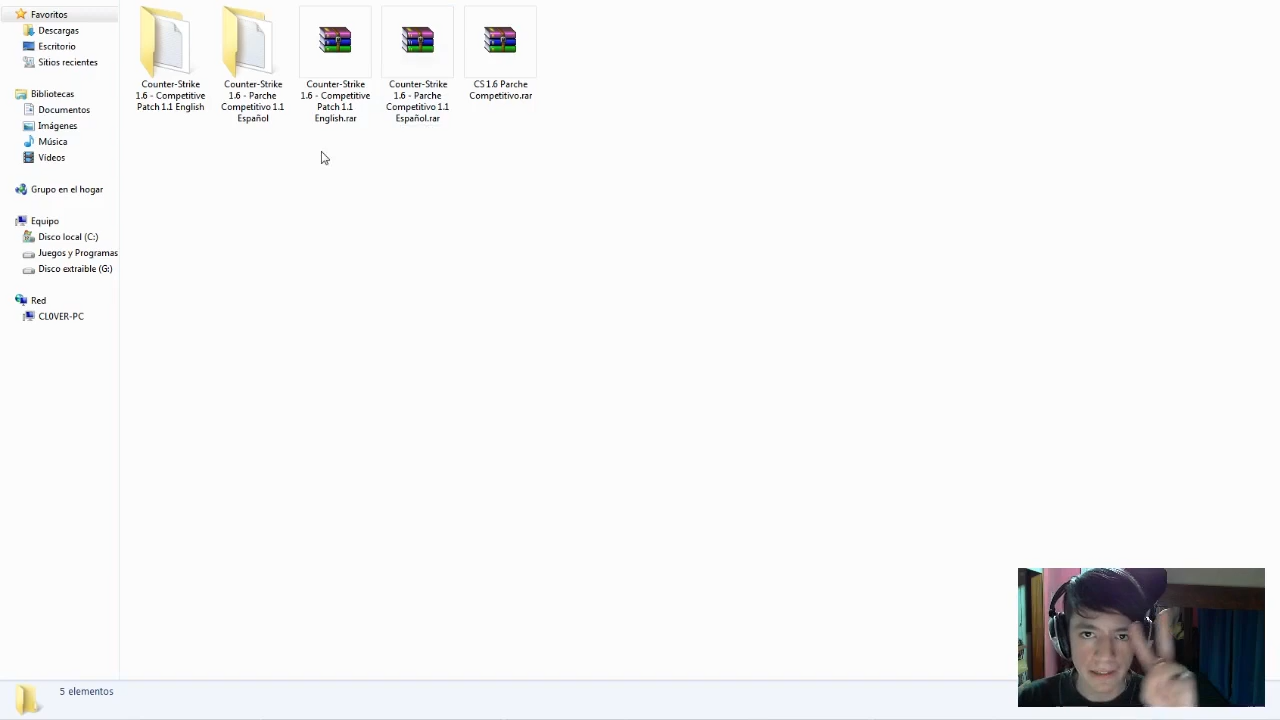 Favoritos
Descargas
Escritorio
Sitios recientes
Bibliotecas
Documentos
Imágenes
Música
Vídeos
Grupo en el hogar
Equipo
Disco local (C:)
Juegos y Programas
Disco extraíble (G:)
Red
CL0VER-PC
Counter-Strike
1.6 - Competitive
Patch 1.1 English
Counter-Strike
1.6 - Parche
Competitivo 1.1
Español
Counter-Strike
1.6 - Competitive
Patch 1.1
English.rar
Counter-Strike
1.6 - Parche
Competitivo 1.1
Español.rar
CS 1.6 Parche
Competitivo.rar
5 elementos